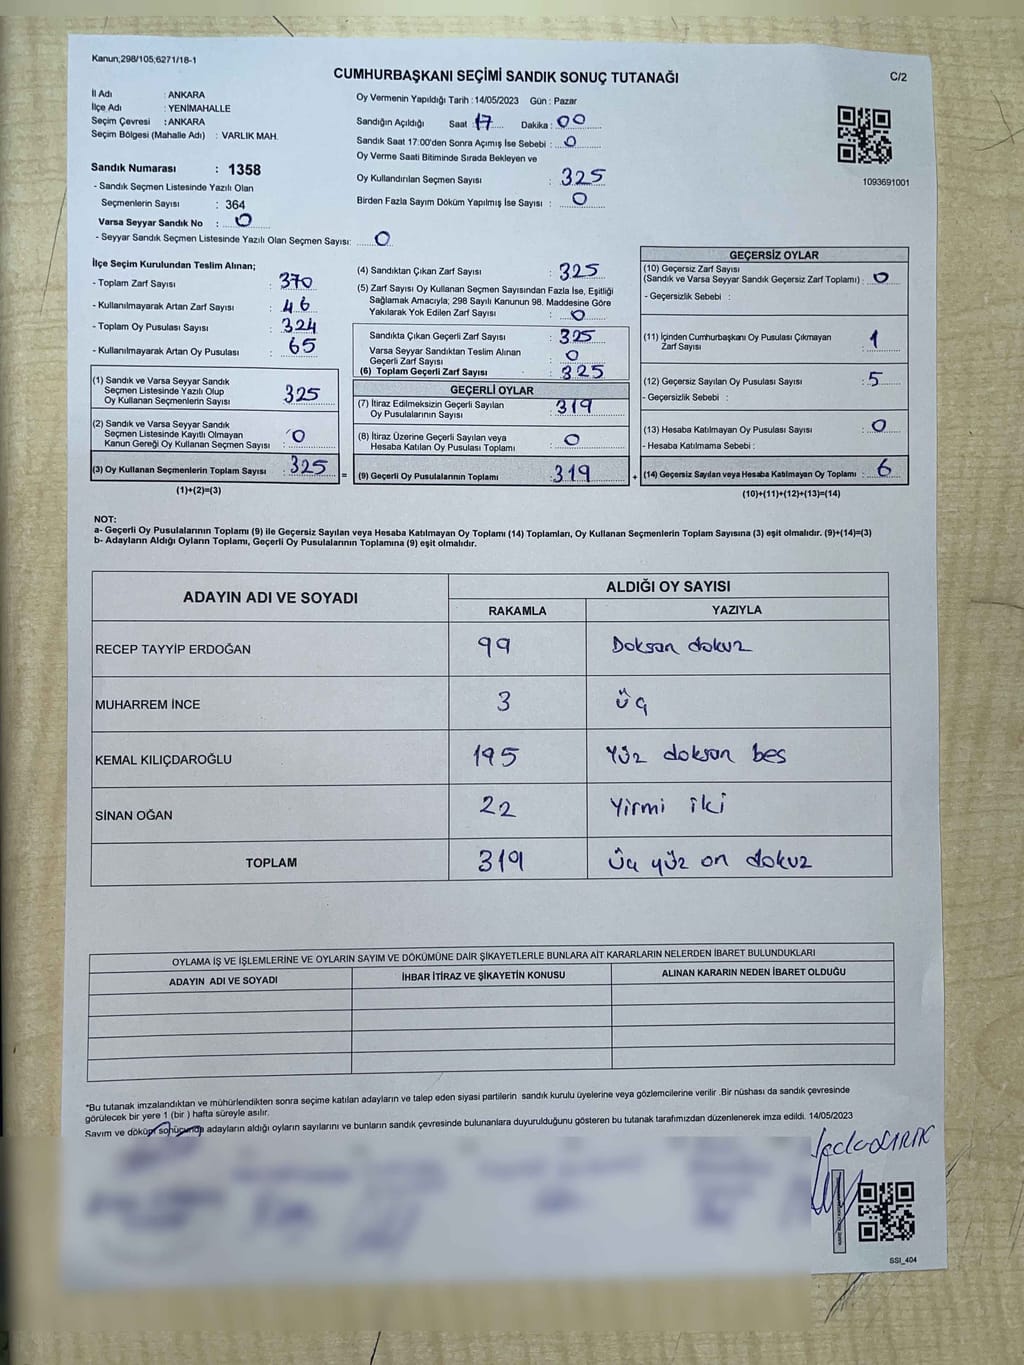 Kanun;298/105;6271/18-1
CUMHURBAŞKANI SEÇİMİ SANDIK SONUÇ TUTANAĞI
C/2
İl Adı : ANKARA
İlçe Adı : YENİMAHALLE
Seçim Çevresi : ANKARA
Seçim Bölgesi (Mahalle Adı) : VARLIK MAH.
Oy Vermenin Yapıldığı Tarih : 14/05/2023 Gün : Pazar
Sandığın Açıldığı Saat : 17 Dakika : 00
Sandık Saat 17:00'den Sonra Açımış İse Sebebi : 0
Oy Verme Saati Bitiminde Sırada Bekleyen ve
Oy Kullandırılan Seçmen Sayısı : 325
Birden Fazla Sayım Döküm Yapılmış İse Sayısı : 0
1093691001
Sandık Numarası : 1358
- Sandık Seçmen Listesinde Yazılı Olan
Seçmenlerin Sayısı : 364
Varsa Seyyar Sandık No : 0
- Seyyar Sandık Seçmen Listesinde Yazılı Olan Seçmen Sayısı: 0
İlçe Seçim Kurulundan Teslim Alınan;
- Toplam Zarf Sayısı : 370
- Kullanılmayarak Artan Zarf Sayısı : 46
- Toplam Oy Pusulası Sayısı : 324
- Kullanılmayarak Artan Oy Pusulası : 65
(1) Sandık ve Varsa Seyyar Sandık
Seçmen Listesinde Yazılı Olup
Oy Kullanan Seçmenlerin Sayısı : 325
(2) Sandık ve Varsa Seyyar Sandık
Seçmen Listesinde Kayıtlı Olmayan
Kanun Gereği Oy Kullanan Seçmen Sayısı : 0
(3) Oy Kullanan Seçmenlerin Toplam Sayısı : 325
(1)+(2)=(3)
(4) Sandıktan Çıkan Zarf Sayısı : 325
(5) Zarf Sayısı Oy Kullanan Seçmen Sayısından Fazla İse, Eşitliği
Sağlamak Amacıyla; 298 Sayılı Kanunun 98. Maddesine Göre
Yakılarak Yok Edilen Zarf Sayısı : 0
Sandıkta Çıkan Geçerli Zarf Sayısı : 325
Varsa Seyyar Sandıktan Teslim Alınan
Geçerli Zarf Sayısı : 0
(6) Toplam Geçerli Zarf Sayısı : 325
GEÇERLİ OYLAR
(7) İtiraz Edilmeksizin Geçerli Sayılan
Oy Pusulalarının Sayısı : 319
(8) İtiraz Üzerine Geçerli Sayılan veya
Hesaba Katılan Oy Pusulası Toplamı : 0
= (9) Geçerli Oy Pusulalarının Toplamı : 319
GEÇERSİZ OYLAR
(10) Geçersiz Zarf Sayısı
(Sandık ve Varsa Seyyar Sandık Geçersiz Zarf Toplamı) : 0
- Geçersizlik Sebebi :
(11) İçinden Cumhurbaşkanı Oy Pusulası Çıkmayan
Zarf Sayısı : 1
(12) Geçersiz Sayılan Oy Pusulası Sayısı : 5
- Geçersizlik Sebebi :
(13) Hesaba Katılmayan Oy Pusulası Sayısı : 0
- Hesaba Katılmama Sebebi :
+ (14) Geçersiz Sayılan veya Hesaba Katılmayan Oy Toplamı : 6
(10)+(11)+(12)+(13)=(14)
NOT:
a- Geçerli Oy Pusulalarının Toplamı (9) ile Geçersiz Sayılan veya Hesaba Katılmayan Oy Toplamı (14) Toplamları, Oy Kullanan Seçmenlerin Toplam Sayısına (3) eşit olmalıdır. (9)+(14)=(3)
b- Adayların Aldığı Oyların Toplamı, Geçerli Oy Pusulalarının Toplamına (9) eşit olmalıdır.
ADAYIN ADI VE SOYADI
ALDIĞI OY SAYISI
RAKAMLA YAZIYLA
RECEP TAYYİP ERDOĞAN 99 Doksan dokuz
MUHARREM İNCE 3 üç
KEMAL KILIÇDAROĞLU 195 Yüz doksan beş
SİNAN OĞAN 22 Yirmi iki
TOPLAM 319 Üç yüz on dokuz
OYLAMA İŞ VE İŞLEMLERİNE VE OYLARIN SAYIM VE DÖKÜMÜNE DAİR ŞİKAYETLERLE BUNLARA AİT KARARLARIN NELERDEN İBARET BULUNDUKLARI
ADAYIN ADI VE SOYADI İHBAR İTİRAZ VE ŞİKAYETİN KONUSU ALINAN KARARIN NEDEN İBARET OLDUĞU
*Bu tutanak imzalandıktan ve mühürlendikten sonra seçime katılan adayların ve talep eden siyasi partilerin sandık kurulu üyelerine veya gözlemcilerine verilir .Bir nüshası da sandık çevresinde
görülecek bir yere 1 (bir ) hafta süreyle asılır.
Sayım ve döküm sonucunda adayların aldığı oyların sayılarını ve bunların sandık çevresinde bulunanlara duyurulduğunu gösteren bu tutanak tarafımızdan düzenlenerek imza edildi. 14/05/2023
SSI_404